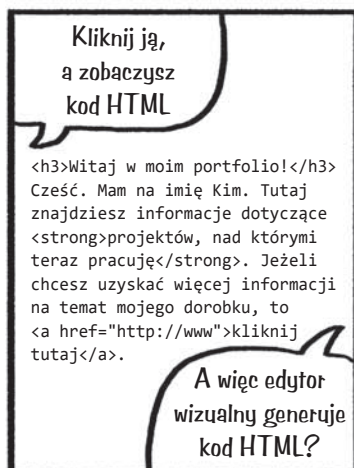 Kliknij ją,
a zobaczysz
kod HTML
<h3>Witaj w moim portfolio!</h3>
Cześć. Mam na imię Kim. Tutaj
znajdziesz informacje dotyczące
<strong>projektów, nad którymi
teraz pracuję</strong>. Jeżeli
chcesz uzyskać więcej informacji
na temat mojego dorobku, to
<a href="http://www">kliknij
tutaj</a>.
A więc edytor
wizualny generuje
kod HTML?